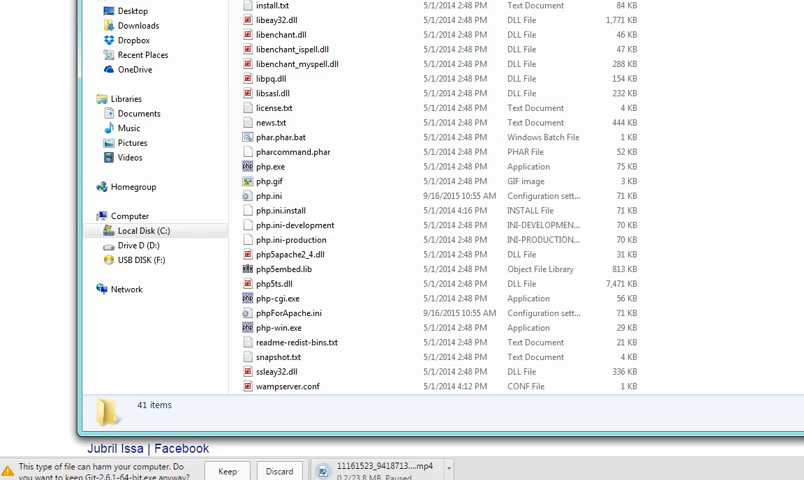 Desktop
Downloads
Dropbox
Recent Places
OneDrive
Libraries
Documents
Music
Pictures
Videos
Homegroup
Computer
Local Disk (C:)
Drive D (D:)
USB DISK (F:)
Network
install.txt 5/1/2014 2:48 PM Text Document 84 KB
libeay32.dll 5/1/2014 2:48 PM DLL File 1,771 KB
libenchant.dll 5/1/2014 2:48 PM DLL File 46 KB
libenchant_ispell.dll 5/1/2014 2:48 PM DLL File 47 KB
libenchant_myspell.dll 5/1/2014 2:48 PM DLL File 288 KB
libpq.dll 5/1/2014 2:48 PM DLL File 154 KB
libsasl.dll 5/1/2014 2:48 PM DLL File 232 KB
license.txt 5/1/2014 2:48 PM Text Document 4 KB
news.txt 5/1/2014 2:48 PM Text Document 444 KB
phar.phar.bat 5/1/2014 2:48 PM Windows Batch File 1 KB
pharcommand.phar 5/1/2014 2:48 PM PHAR File 52 KB
php.exe 5/1/2014 2:48 PM Application 75 KB
php.gif 5/1/2014 2:48 PM GIF image 3 KB
php.ini 9/16/2015 10:55 AM Configuration sett... 71 KB
php.ini.install 5/1/2014 4:16 PM INSTALL File 71 KB
php.ini-development 5/1/2014 2:48 PM INI-DEVELOPMEN... 70 KB
php.ini-production 5/1/2014 2:48 PM INI-PRODUCTION... 70 KB
php5apache2_4.dll 5/1/2014 2:48 PM DLL File 31 KB
php5embed.lib 5/1/2014 2:48 PM Object File Library 813 KB
php5ts.dll 5/1/2014 2:48 PM DLL File 7,471 KB
php-cgi.exe 5/1/2014 2:48 PM Application 56 KB
phpForApache.ini 9/16/2015 10:55 AM Configuration sett... 71 KB
php-win.exe 5/1/2014 2:48 PM Application 29 KB
readme-redist-bins.txt 5/1/2014 2:48 PM Text Document 21 KB
snapshot.txt 5/1/2014 2:48 PM Text Document 4 KB
ssleay32.dll 5/1/2014 2:48 PM DLL File 336 KB
wampserver.conf 5/1/2014 4:12 PM CONF File 1 KB
41 items
Jubril Issa | Facebook
This type of file can harm your computer. Do
you want to keep Git-2.6.1-64-bit.exe anyway?
Keep
Discard
11161523_9418713....mp4
0.2/23.8 MB, Paused